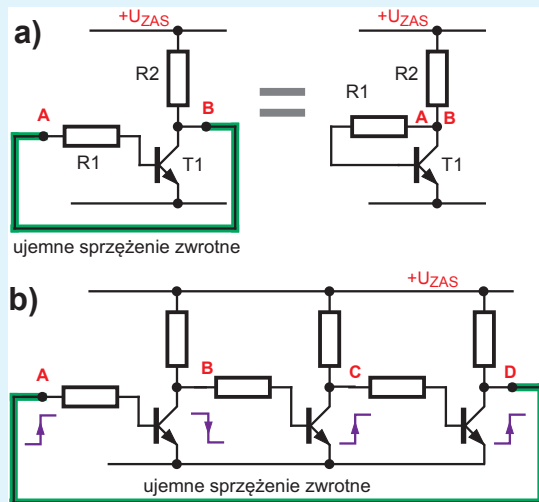 a)
+UZAS
+UZAS
R2
R2
R1
A
B
A B
R1
T1
T1
ujemne sprzężenie zwrotne
b)
+UZAS
A
B
C
D
ujemne sprzężenie zwrotne